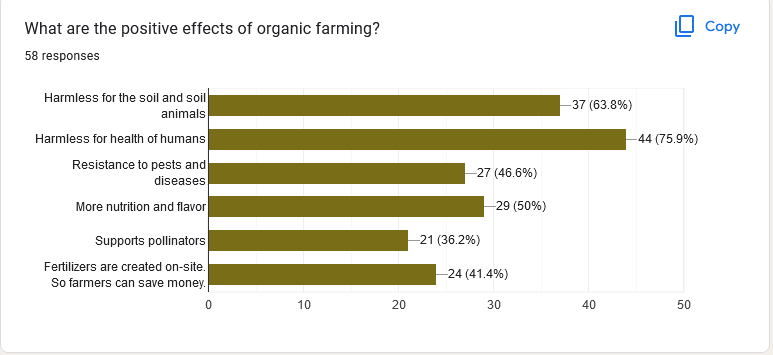 What are the positive effects of organic farming?
Copy
58 responses
Harmless for the soil and soil
animals
37 (63.8%)
Harmless for health of humans
44 (75.9%)
Resistance to pests and
diseases
27 (46.6%)
More nutrition and flavor
29 (50%)
Supports pollinators
21 (36.2%)
Fertilizers are created on-site.
So farmers can save money.
24 (41.4%)
0 10 20 30 40 50